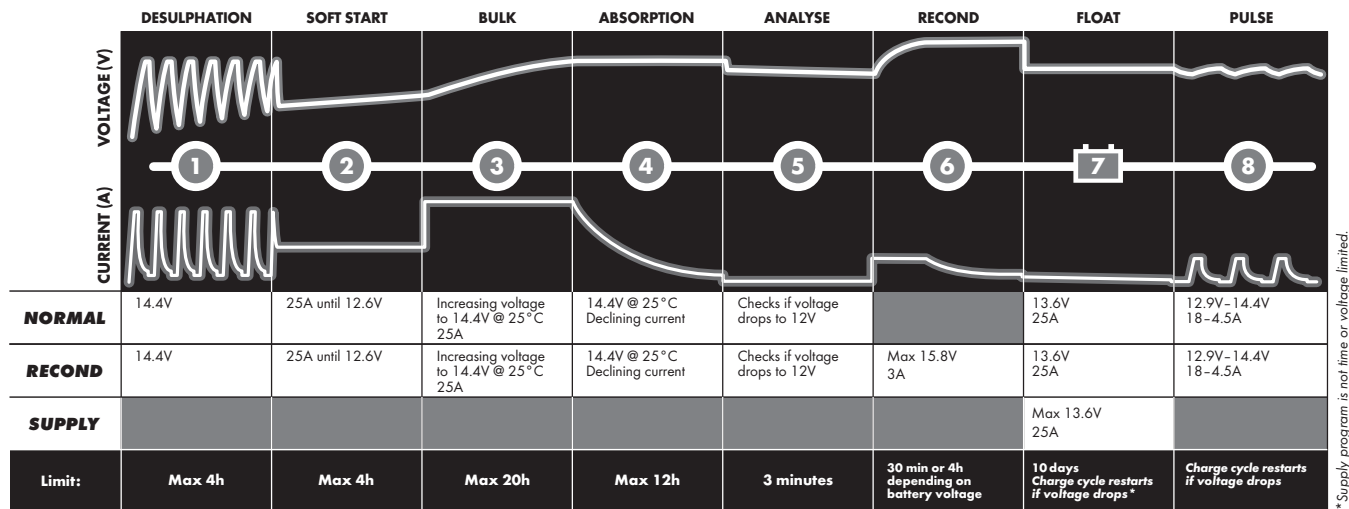 DESULPHATION SOFT START BULK ABSORPTION ANALYSE RECOND FLOAT PULSE
VOLTAGE (V)
1 2 3 4 5 6 7 8
CURRENT (A)
NORMAL
14.4V
25A until 12.6V
Increasing voltage
to 14.4V @ 25°C
25A
14.4V @ 25°C
Declining current
Checks if voltage
drops to 12V
13.6V
25A
12.9V–14.4V
18–4.5A
RECOND
14.4V
25A until 12.6V
Increasing voltage
to 14.4V @ 25°C
25A
14.4V @ 25°C
Declining current
Checks if voltage
drops to 12V
Max 15.8V
3A
13.6V
25A
12.9V–14.4V
18–4.5A
SUPPLY
Max 13.6V
25A
Limit:
Max 4h
Max 4h
Max 20h
Max 12h
3 minutes
30 min or 4h
depending on
battery voltage
10 days
Charge cycle restarts
if voltage drops*
Charge cycle restarts
if voltage drops
*Supply program is not time or voltage limited.